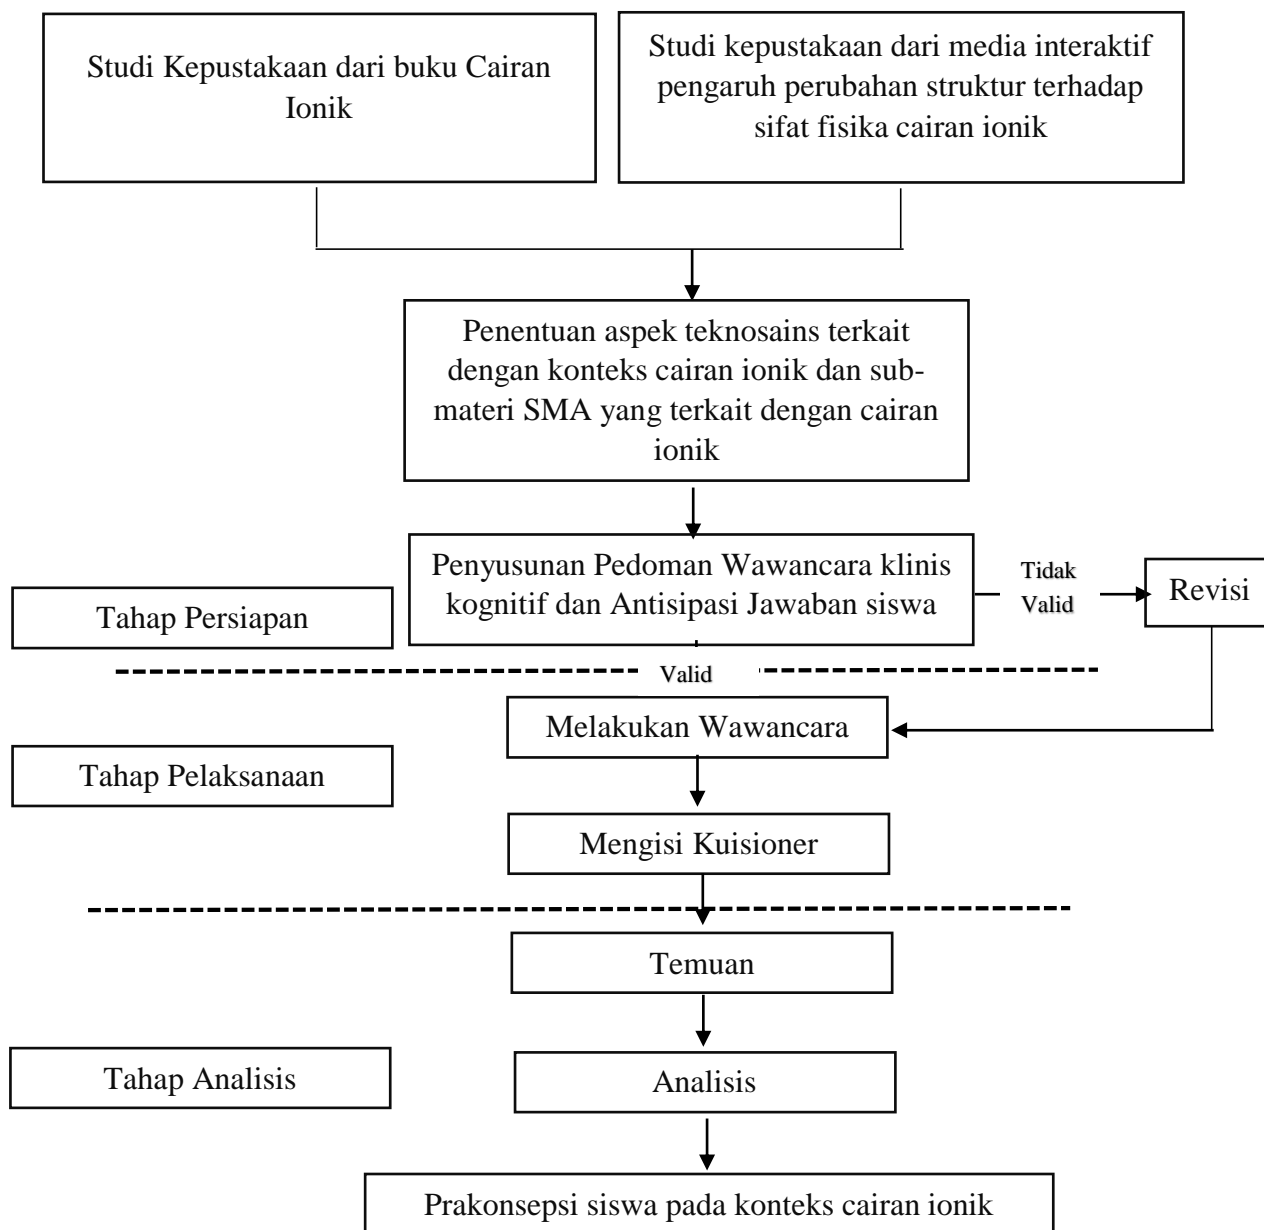 Studi Kepustakaan dari buku Cairan
Ionik
Studi kepustakaan dari media interaktif
pengaruh perubahan struktur terhadap
sifat fisika cairan ionik
Penentuan aspek teknosains terkait
dengan konteks cairan ionik dan sub-
materi SMA yang terkait dengan cairan
ionik
Penyusunan Pedoman Wawancara klinis
kognitif dan Antisipasi Jawaban siswa
Tidak
Valid
Revisi
Tahap Persiapan
Valid
Melakukan Wawancara
Tahap Pelaksanaan
Mengisi Kuisioner
Temuan
Tahap Analisis
Analisis
Prakonsepsi siswa pada konteks cairan ionik